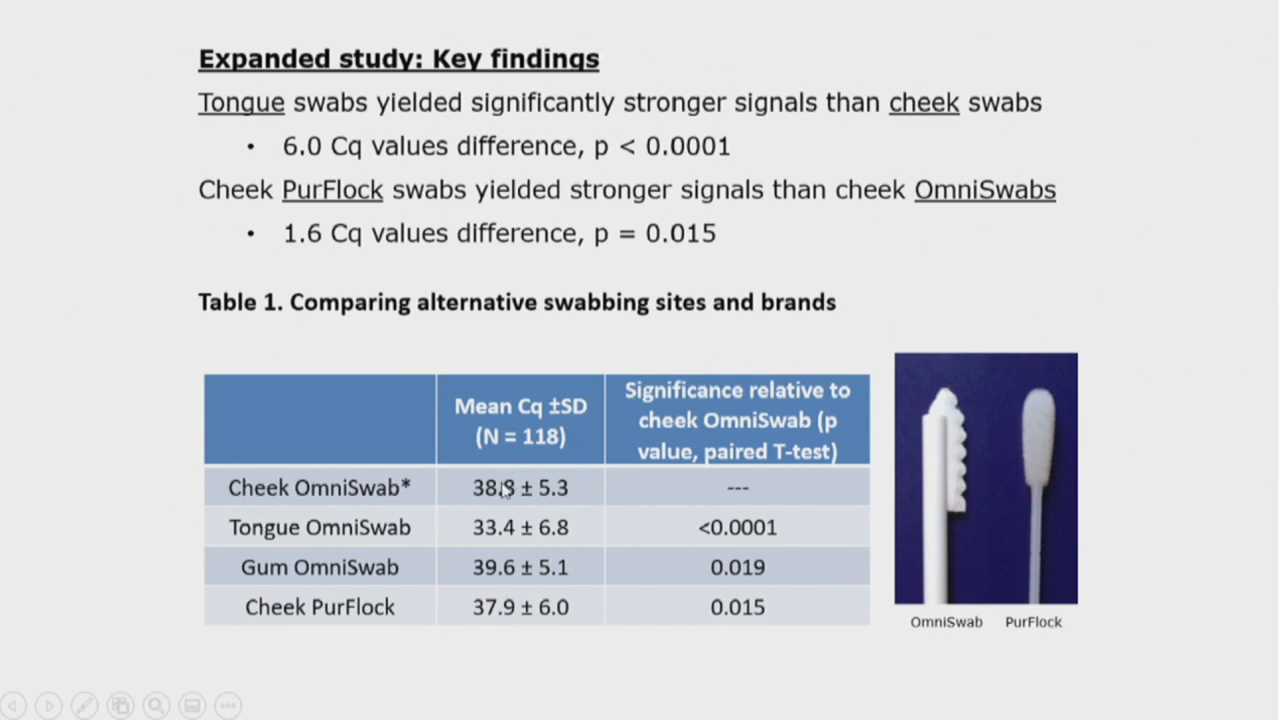 Expanded study: Key findings
Tongue swabs yielded significantly stronger signals than cheek swabs
• 6.0 Cq values difference, p < 0.0001
Cheek PurFlock swabs yielded stronger signals than cheek OmniSwabs
• 1.6 Cq values difference, p = 0.015
Table 1. Comparing alternative swabbing sites and brands
Mean Cq ±SD
(N = 118)
Significance relative to
cheek OmniSwab (p
value, paired T-test)
Cheek OmniSwab* ± 5.3 ---
Tongue OmniSwab 33.4 ± 6.8 <0.0001
Gum OmniSwab 39.6 ± 5.1 0.019
Cheek PurFlock 37.9 ± 6.0 0.015
OmniSwab PurFlock